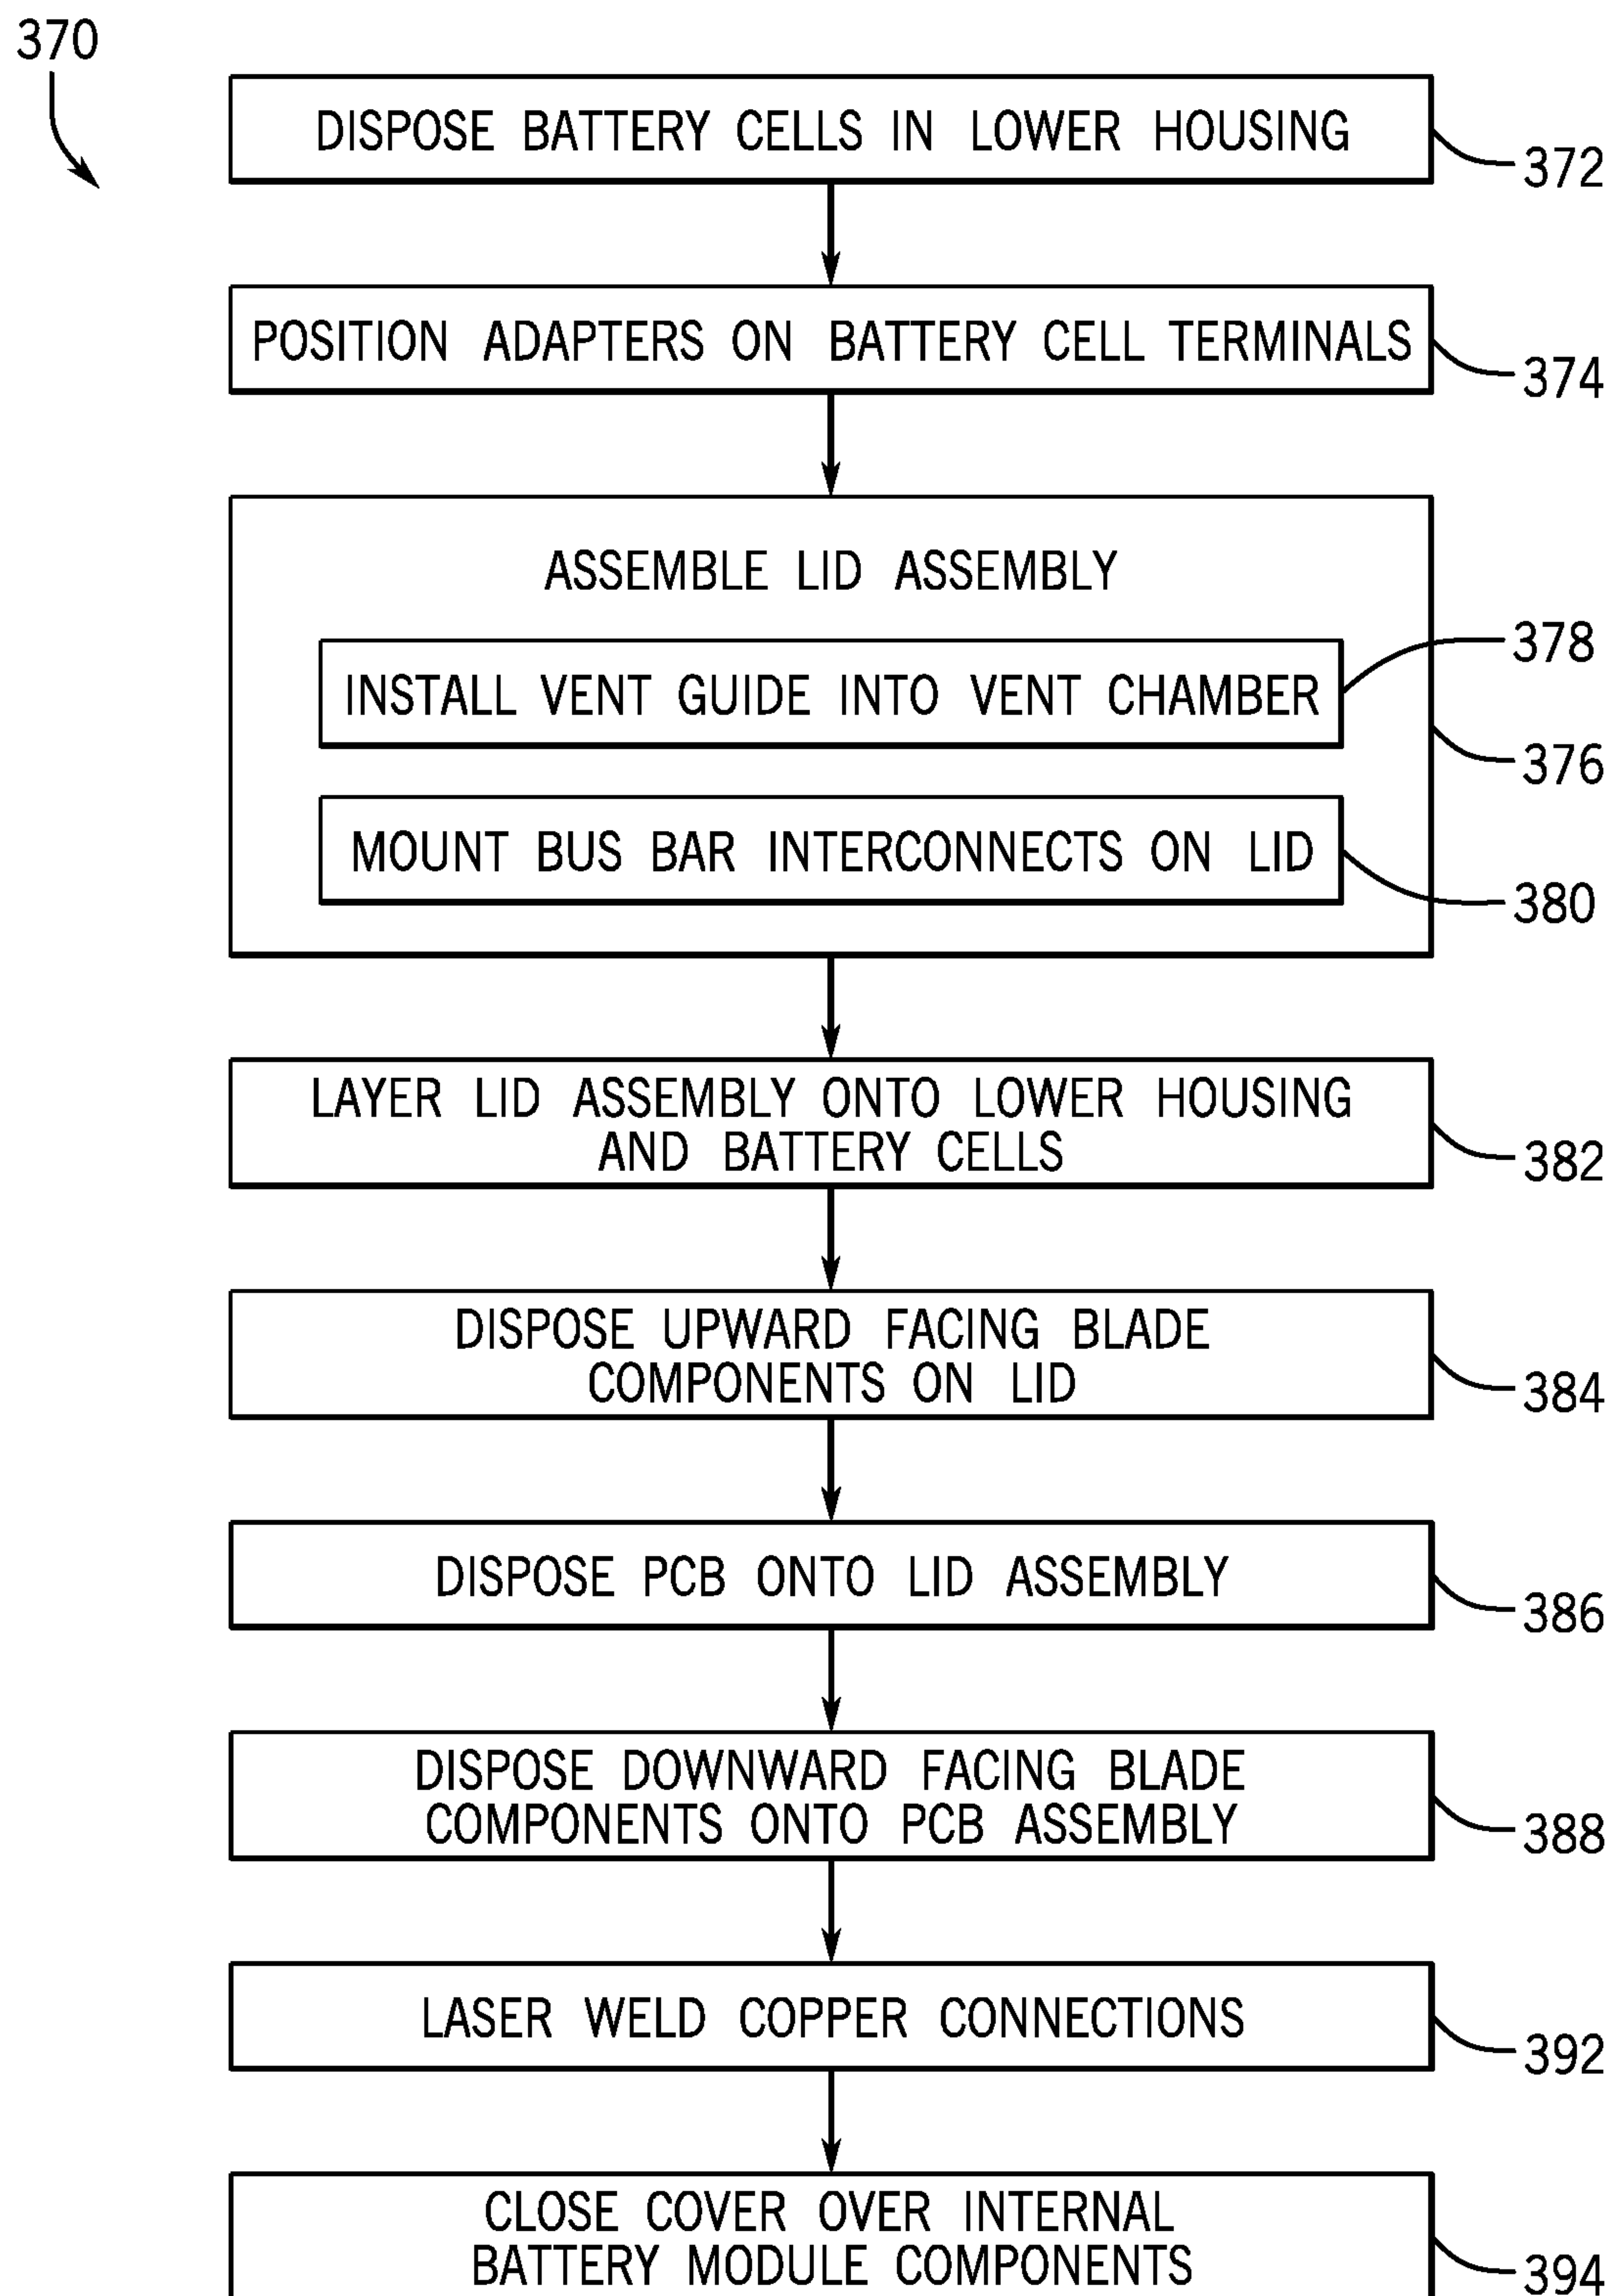 370
DISPOSE BATTERY CELLS IN LOWER HOUSING
372
POSITION ADAPTERS ON BATTERY CELL TERMINALS
374
ASSEMBLE LID ASSEMBLY
INSTALL VENT GUIDE INTO VENT CHAMBER
378
376
MOUNT BUS BAR INTERCONNECTS ON LID
380
LAYER LID ASSEMBLY ONTO LOWER HOUSING
AND BATTERY CELLS
382
DISPOSE UPWARD FACING BLADE
COMPONENTS ON LID
384
DISPOSE PCB ONTO LID ASSEMBLY
386
DISPOSE DOWNWARD FACING BLADE
COMPONENTS ONTO PCB ASSEMBLY
388
LASER WELD COPPER CONNECTIONS
392
CLOSE COVER OVER INTERNAL
BATTERY MODULE COMPONENTS
394